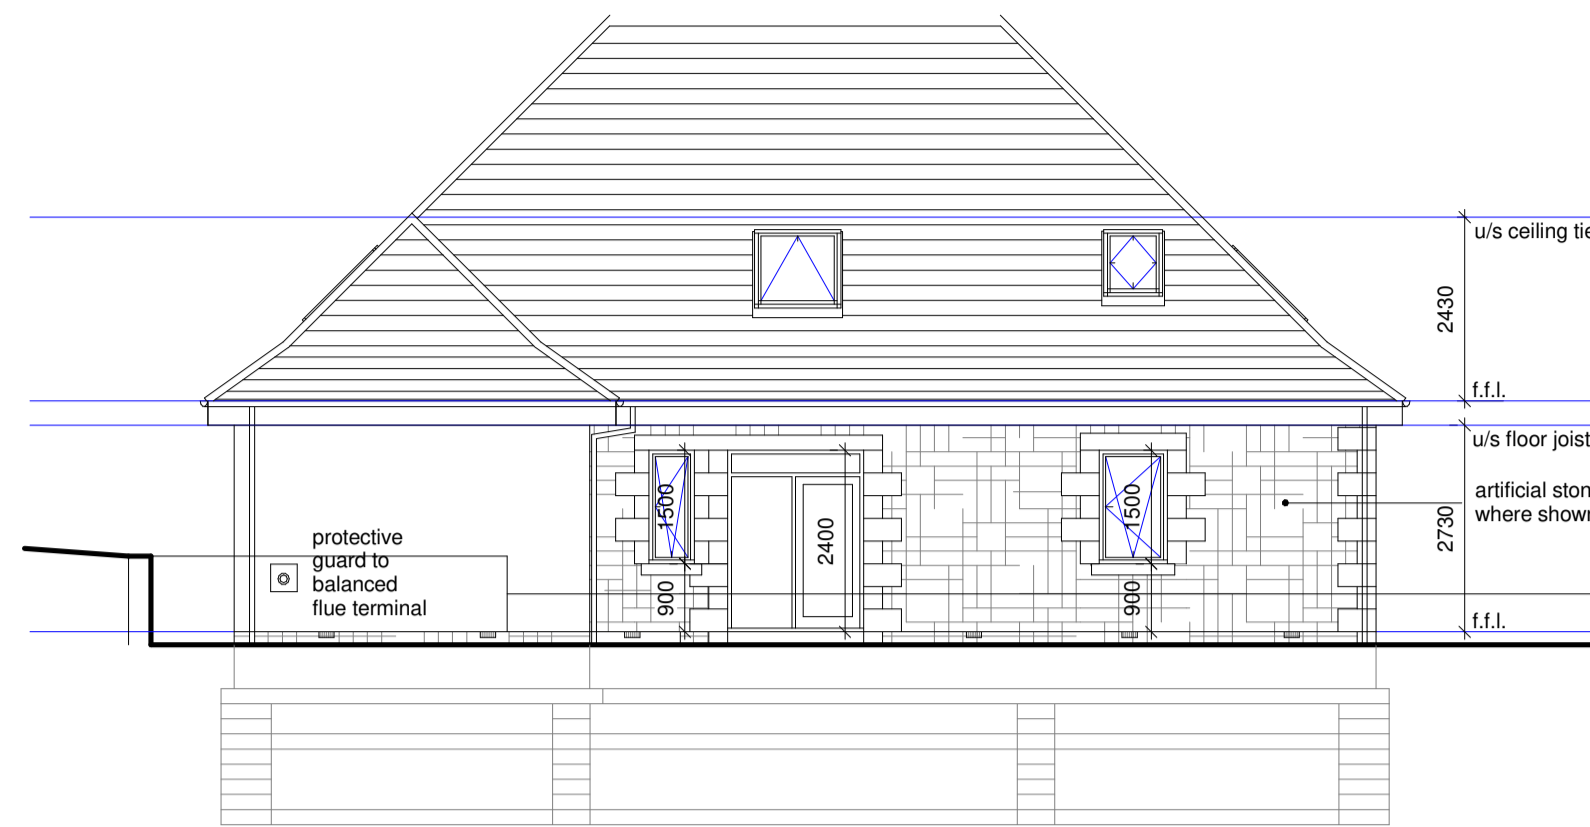 u/s ceiling tie
2430
f.f.l.
u/s floor joist
artificial ston
where shown
2730
f.f.l.
protective
guard to
balanced
flue terminal
1500
900
2400
1500
900